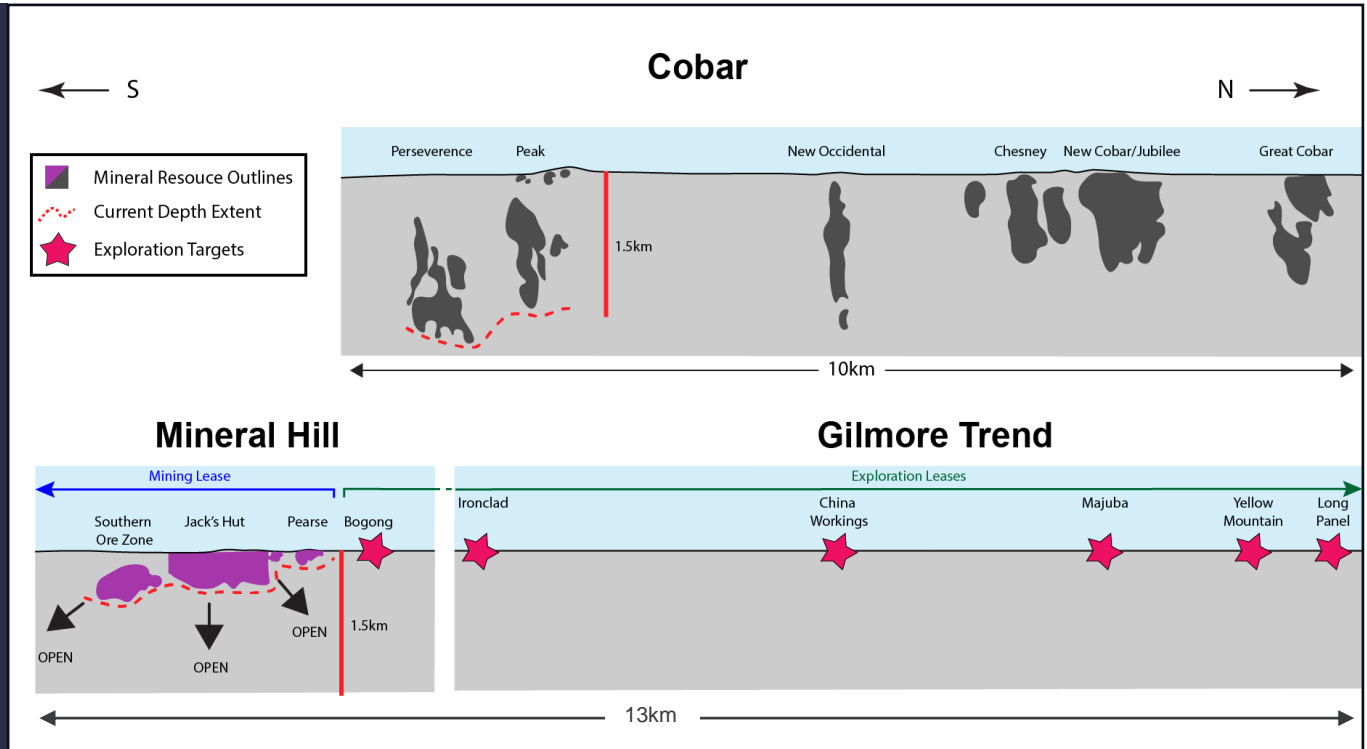 Cobar
S
N
Mineral Resouce Outlines
Current Depth Extent
Exploration Targets
Perseverence
Peak
New Occidental
Chesney
New Cobar/Jubilee
Great Cobar
1.5km
10km
Mineral Hill
Gilmore Trend
Mining Lease
Exploration Leases
Southern
Ore Zone
Jack's Hut
Pearse
Bogong
Ironclad
China
Workings
Majuba
Yellow
Mountain
Long
Panel
OPEN
OPEN
OPEN
1.5km
13km